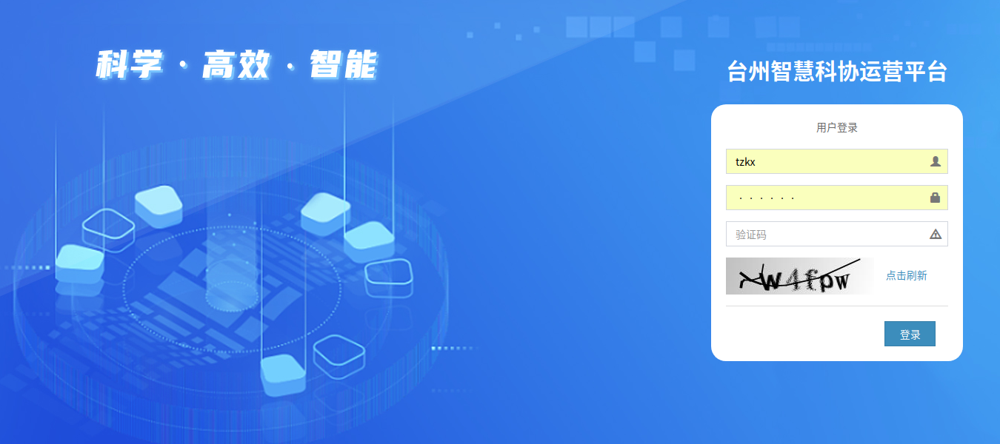 科学 · 高效 · 智能
台州智慧科协运营平台
用户登录
tzkx
······
验证码
w4fpw
点击刷新
登录